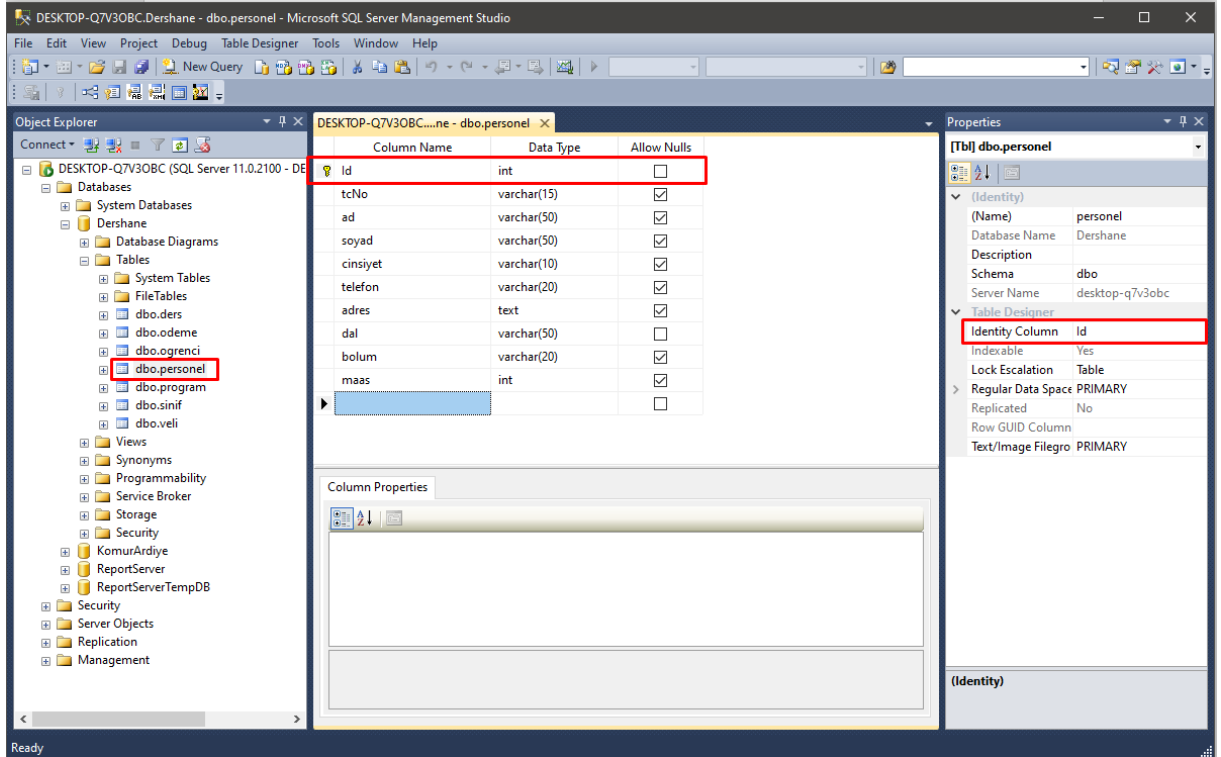 DESKTOP-Q7V3OBC.Dershane - dbo.personel - Microsoft SQL Server Management Studio
File Edit View Project Debug Table Designer Tools Window Help
New Query
Object Explorer
Connect
DESKTOP-Q7V3OBC (SQL Server 11.0.2100 - DE
Databases
System Databases
Dershane
Database Diagrams
Tables
System Tables
FileTables
dbo.ders
dbo.odeme
dbo.ogrenci
dbo.personel
dbo.program
dbo.sinif
dbo.veli
Views
Synonyms
Programmability
Service Broker
Storage
Security
KomurArdiye
ReportServer
ReportServerTempDB
Security
Server Objects
Replication
Management
DESKTOP-Q7V3OBC....ne - dbo.personel
Column Name Data Type Allow Nulls
Id int
tcNo varchar(15)
ad varchar(50)
soyad varchar(50)
cinsiyet varchar(10)
telefon varchar(20)
adres text
dal varchar(50)
bolum varchar(20)
maas int
Column Properties
Properties
[Tbl] dbo.personel
(Identity)
(Name) personel
Database Name Dershane
Description
Schema dbo
Server Name desktop-q7v3obc
Table Designer
Identity Column Id
Indexable Yes
Lock Escalation Table
Regular Data Space PRIMARY
Replicated No
Row GUID Column
Text/Image Filegro PRIMARY
(Identity)
Ready